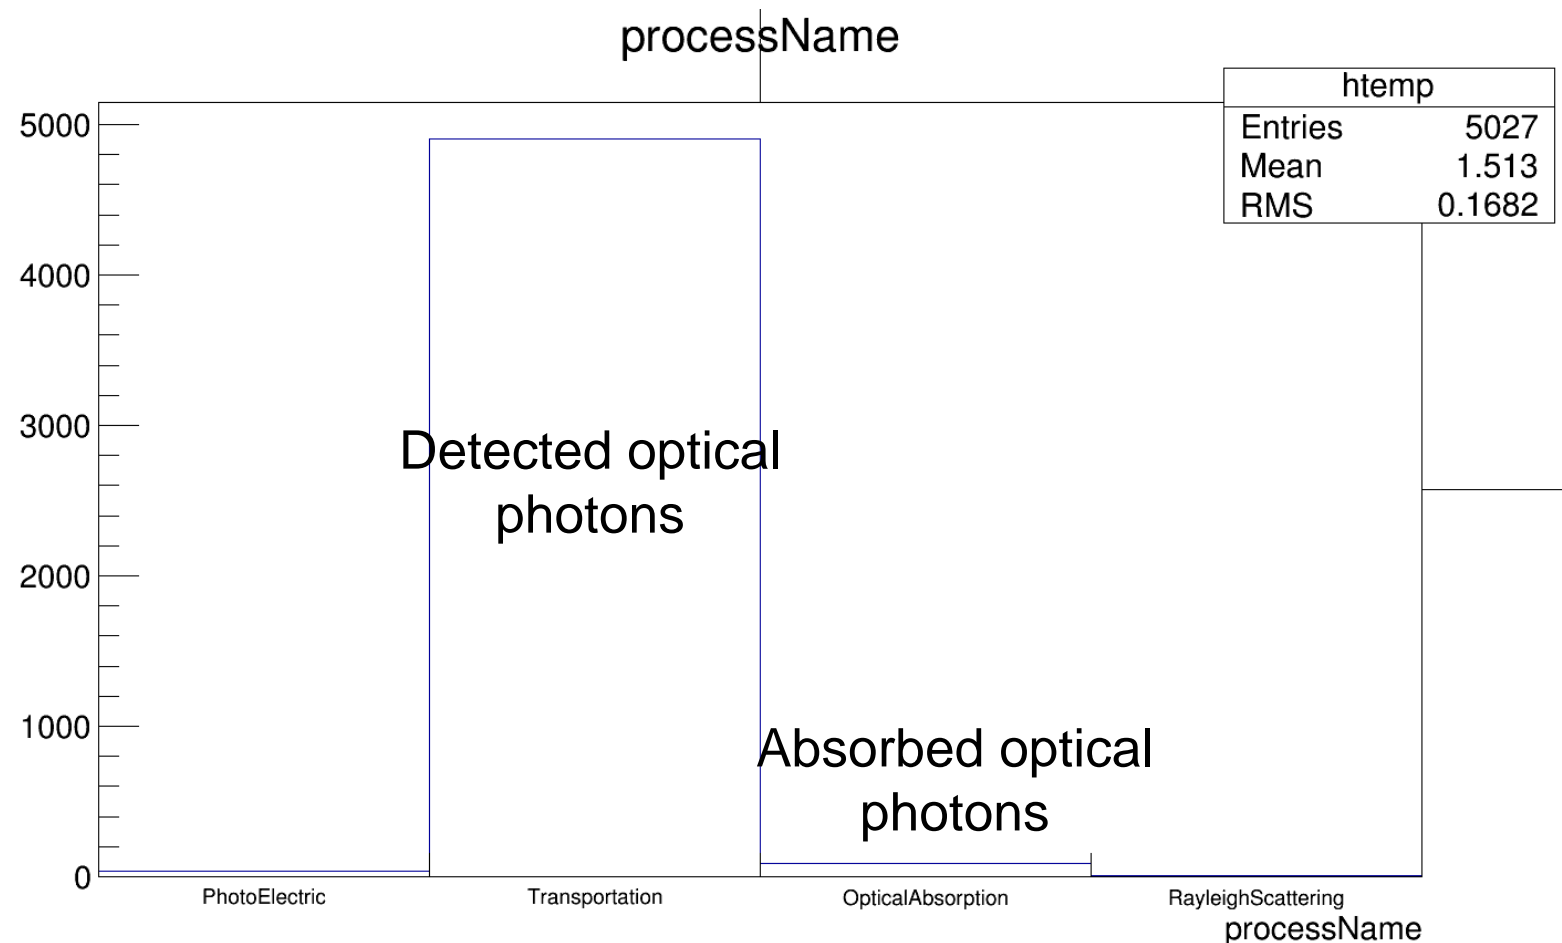 processName
htemp
Entries 5027
Mean 1.513
RMS 0.1682
5000
4000
3000
2000
1000
0
Detected optical
photons
Absorbed optical
photons
PhotoElectric Transportation OpticalAbsorption RayleighScattering
processName